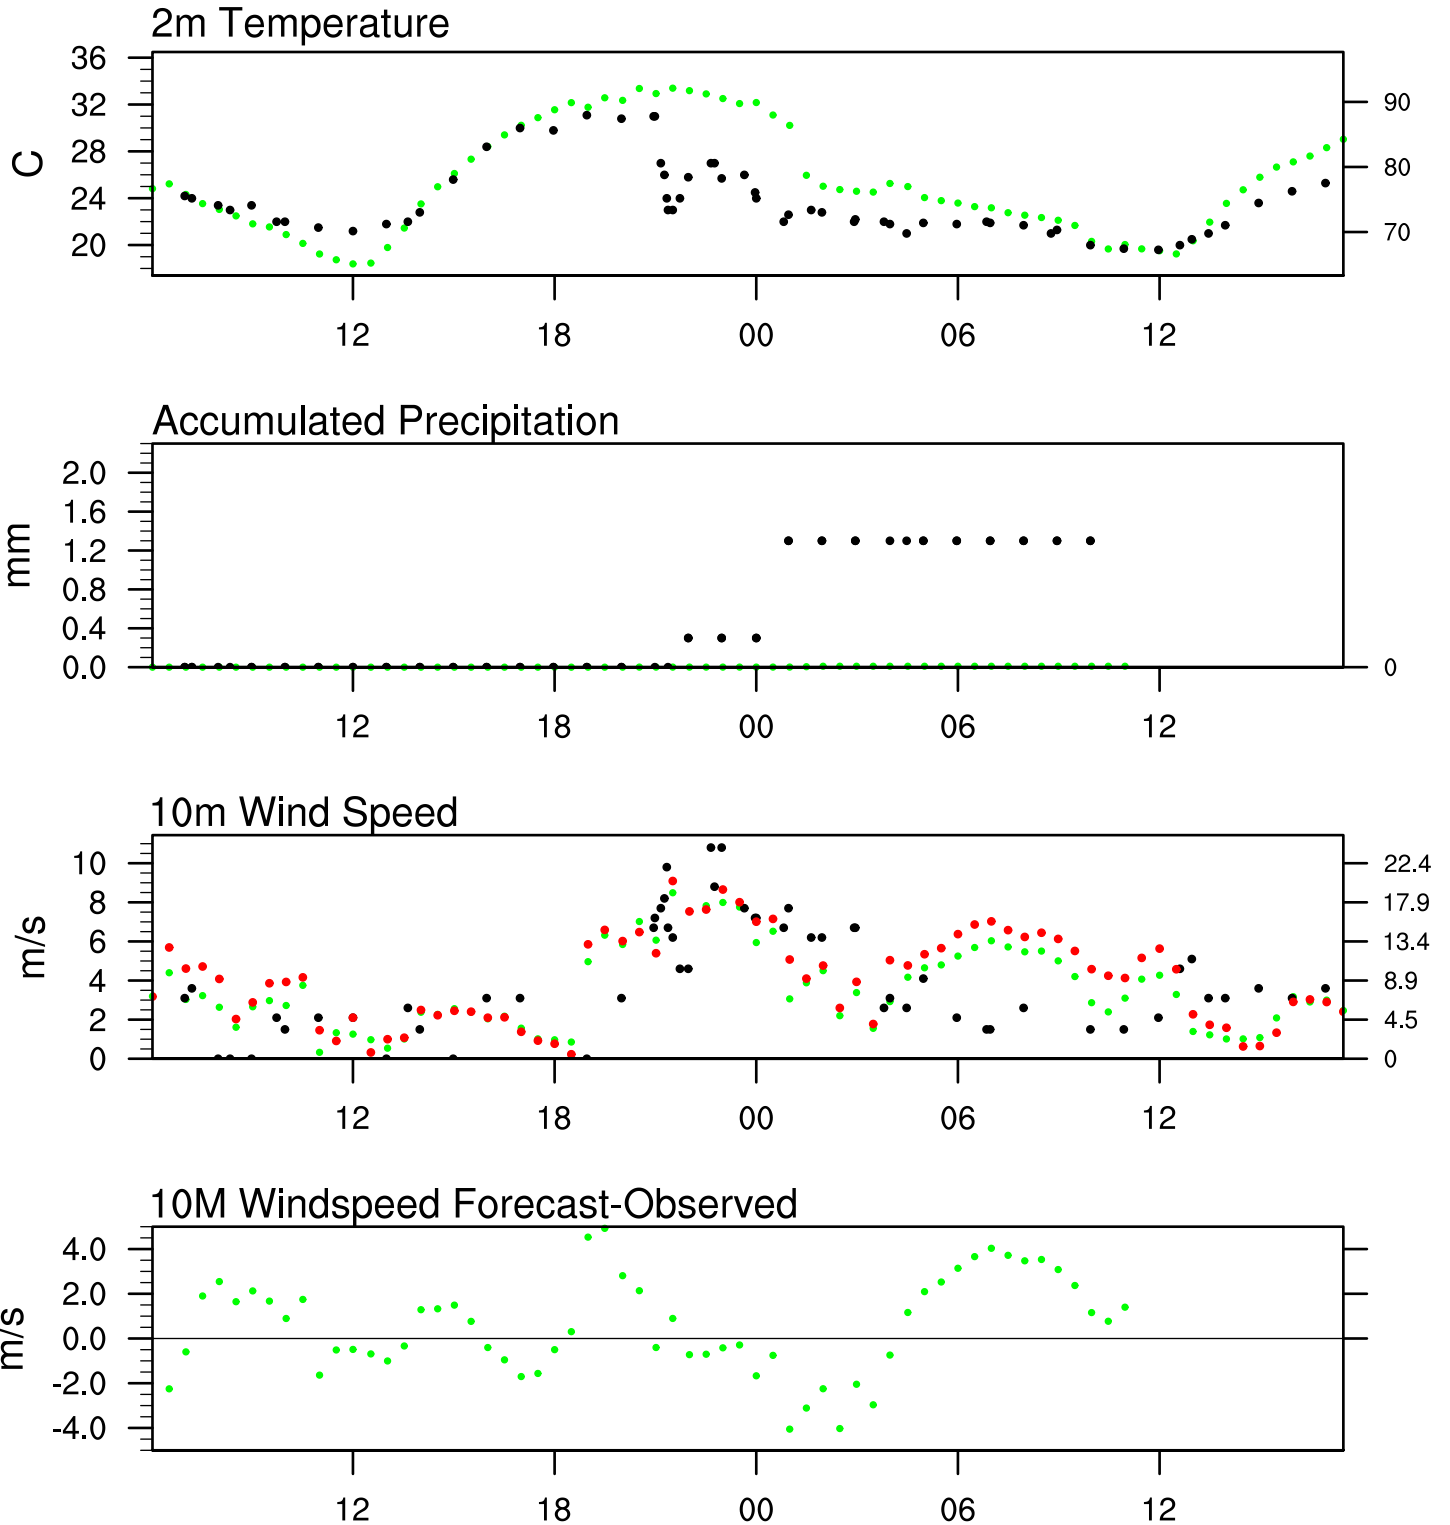 2m Temperature
C
36
32
28
24
20
90
80
70
12 18 00 06 12
Accumulated Precipitation
mm
2.0
1.6
1.2
0.8
0.4
0.0
0
12 18 00 06 12
10m Wind Speed
m/s
10
8
6
4
2
0
22.4
17.9
13.4
8.9
4.5
0
12 18 00 06 12
10M Windspeed Forecast-Observed
m/s
4.0
2.0
0.0
-2.0
-4.0
12 18 00 06 12